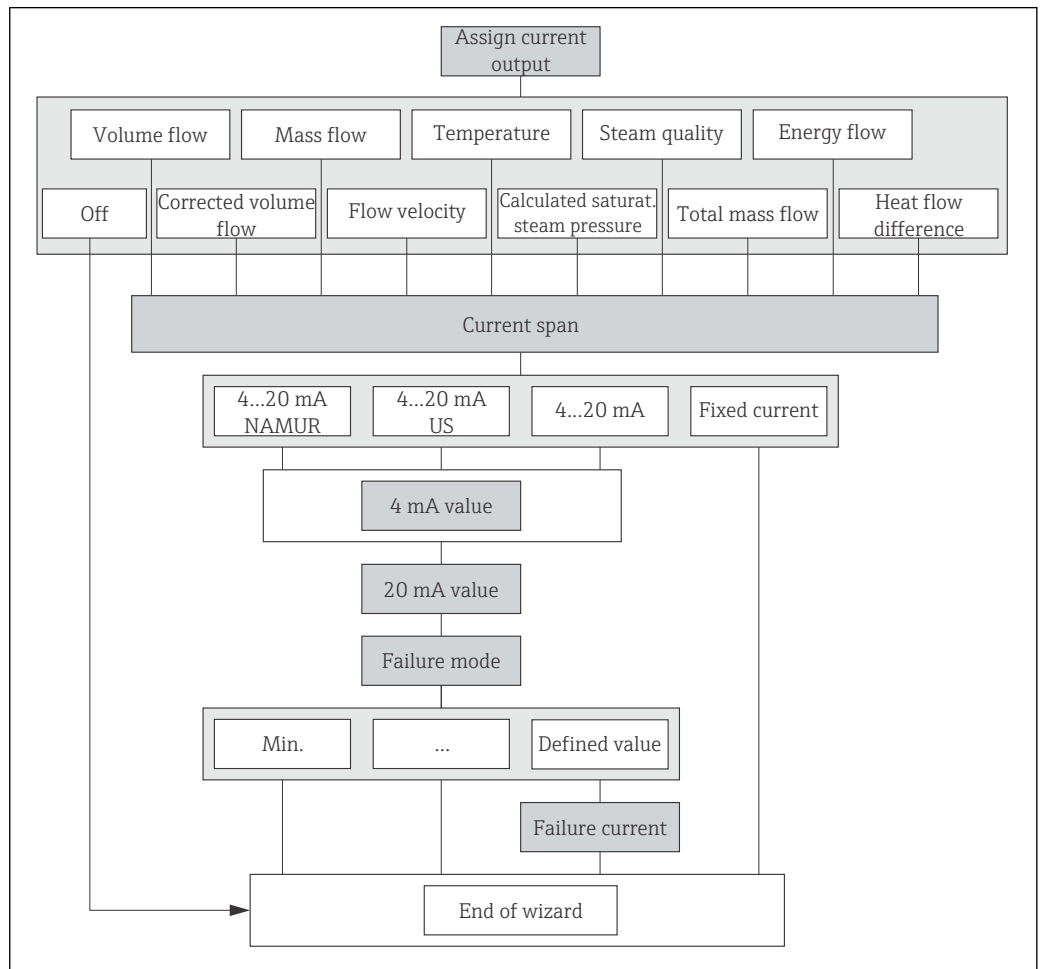 Assign current
output
Volume flow
Mass flow
Temperature
Steam quality
Energy flow
Off
Corrected volume
flow
Flow velocity
Calculated saturat.
steam pressure
Total mass flow
Heat flow
difference
Current span
4...20 mA
NAMUR
4...20 mA
US
4...20 mA
Fixed current
4 mA value
20 mA value
Failure mode
Min.
...
Defined value
Failure current
End of wizard